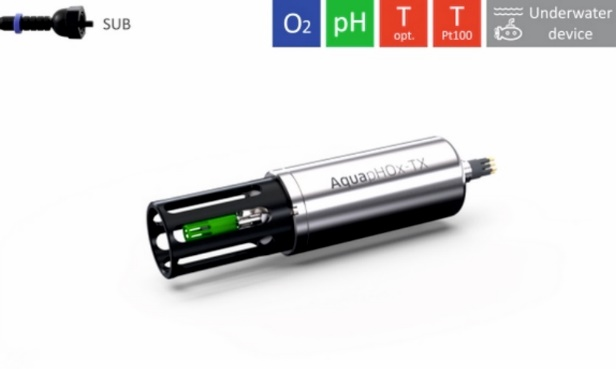 SUB
O2
pH
T
opt.
T
Pt100
Underwater
device
AquapHOx-TX